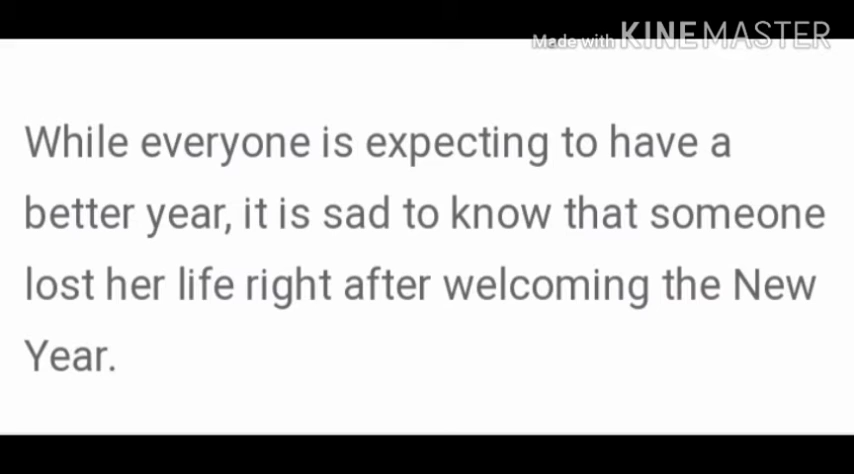 Made with KINEMASTER
While everyone is expecting to have a
better year, it is sad to know that someone
lost her life right after welcoming the New
Year.